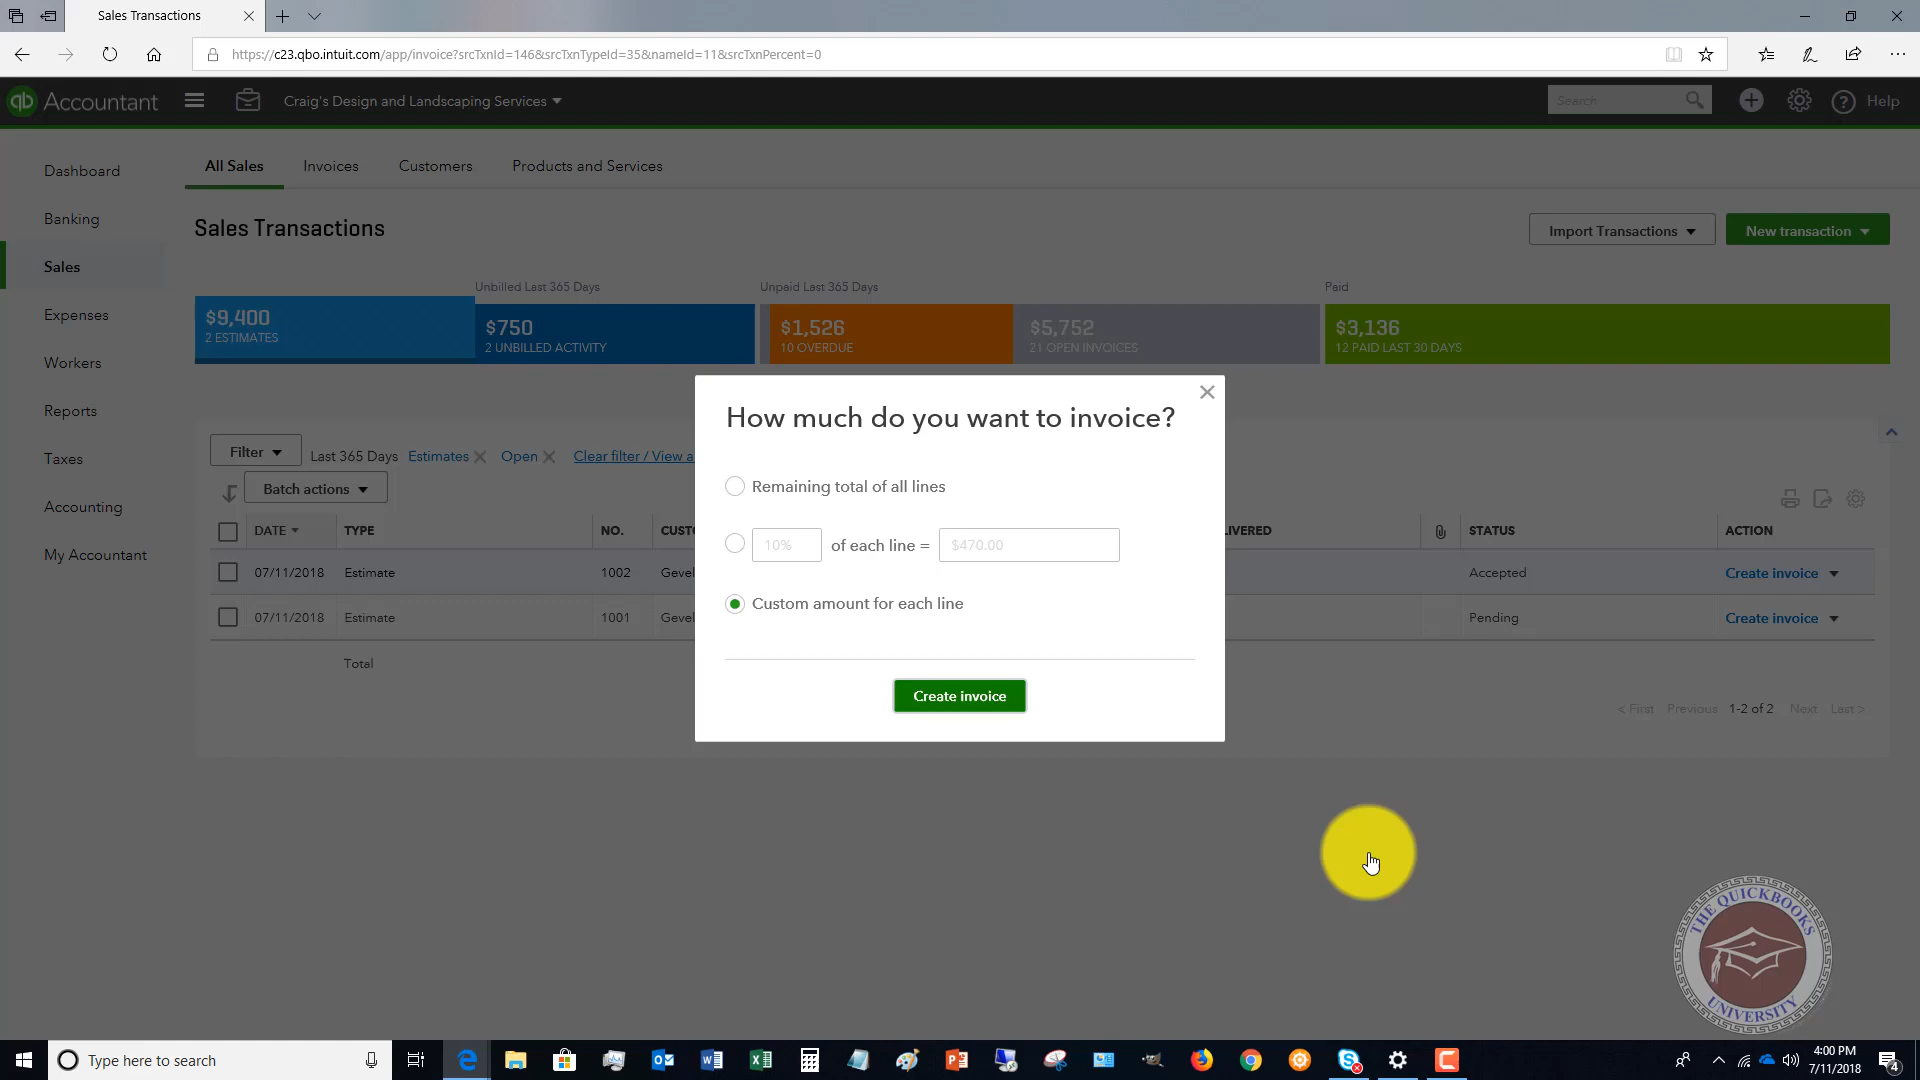 Sales Transactions
https://c23.qbo.intuit.com/app/invoice?srcTxnId=146&srcTxnTypeId=35&nameId=11&srcTxnPercent=0
qb Accountant
Craig's Design and Landscaping Services
Search
Help
Dashboard
Banking
Sales
Expenses
Workers
Reports
Taxes
Accounting
My Accountant
All Sales Invoices Customers Products and Services
Sales Transactions
Import Transactions
New transaction
Unbilled Last 365 Days
Unpaid Last 365 Days
Paid
$9,400
2 ESTIMATES
$750
2 UNBILLED ACTIVITY
$1,526
10 OVERDUE
$5,752
21 OPEN INVOICES
$3,136
12 PAID LAST 30 DAYS
Filter
Last 365 Days Estimates Open Clear filter / View a
Batch actions
DATE TYPE NO. CUSTO IVERED STATUS ACTION
07/11/2018 Estimate 1002 Gevel Accepted Create invoice
07/11/2018 Estimate 1001 Gevel Pending Create invoice
Total
< First Previous 1-2 of 2 Next Last >
How much do you want to invoice?
Remaining total of all lines
10% of each line = $470.00
Custom amount for each line
Create invoice
THE QUICKBOOKS
UNIVERSITY
Type here to search
4:00 PM
7/11/2018
4